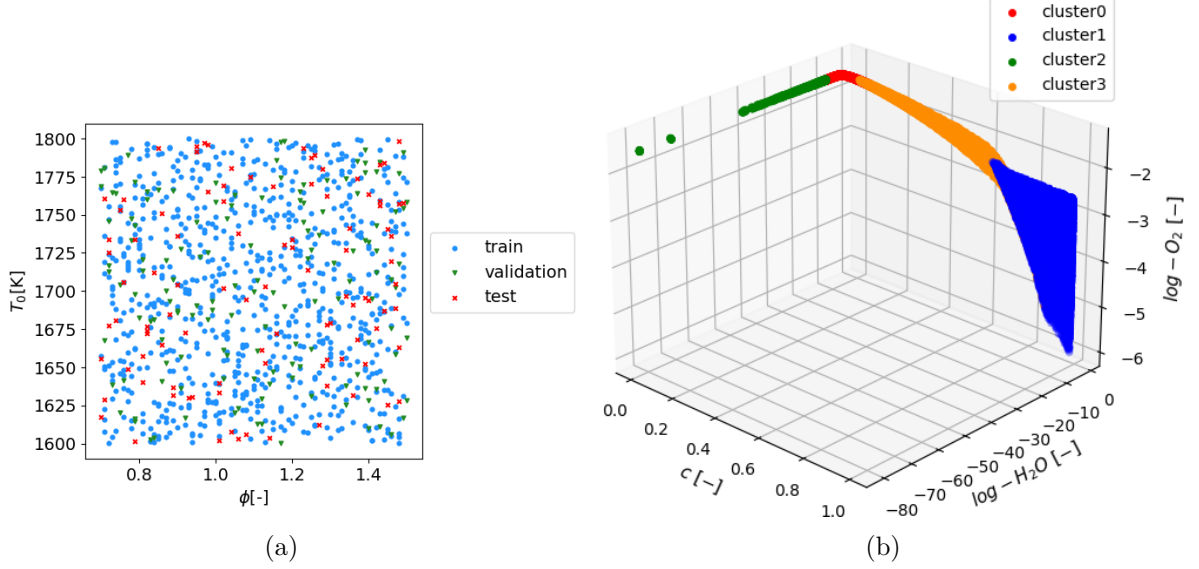 1800
1775
1750
1725
1700
1675
1650
1625
1600
T₀[K]
0.8 1.0 1.2 1.4
ϕ[-]
train
validation
test
(a)
cluster0
cluster1
cluster2
cluster3
−2
−3
−4
−5
−6
log − O₂ [−]
0.0
0.2
0.4
0.6
0.8
1.0
c [−]
−80
−70
−60
−50
−40
−30
−20
−10
0
log − H₂O [−]
(b)